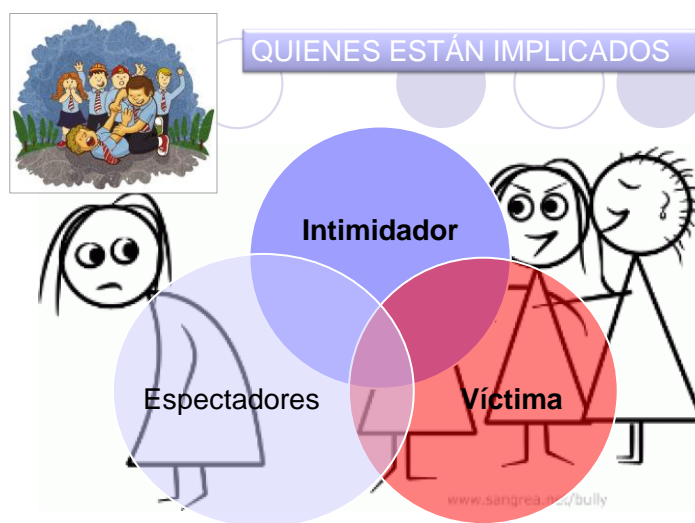 QUIENES ESTÁN IMPLICADOS
Intimidador
Espectadores
Víctima
www.sangrea.net/bully